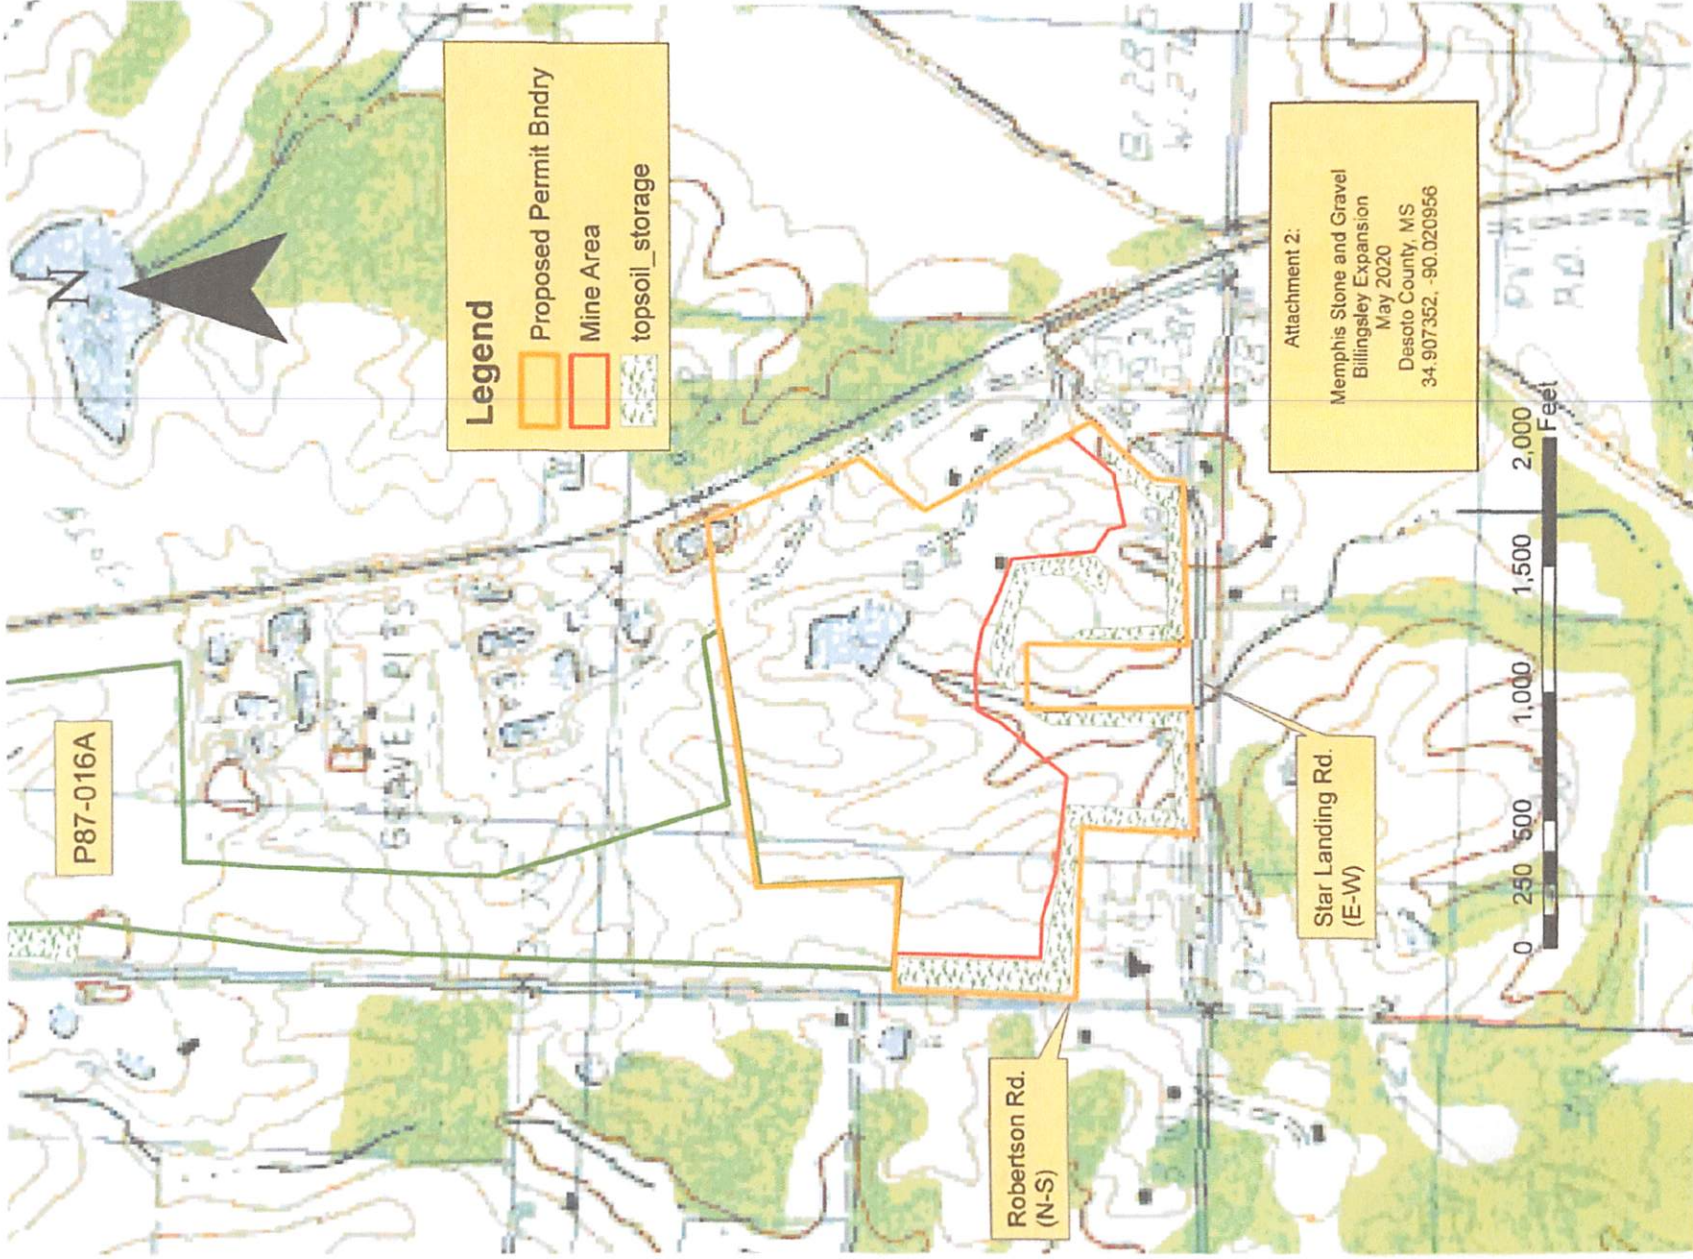 N
P87-016A
GRAVEL PITS
Legend
Proposed Permit Bndry
Mine Area
topsoil_storage
Robertson Rd.
(N-S)
Star Landing Rd.
(E-W)
Attachment 2:
Memphis Stone and Gravel
Billingsley Expansion
May 2020
Desoto County, MS
34.9073352, -90.020956
0 250 500 1,000 1,500 2,000
Feet